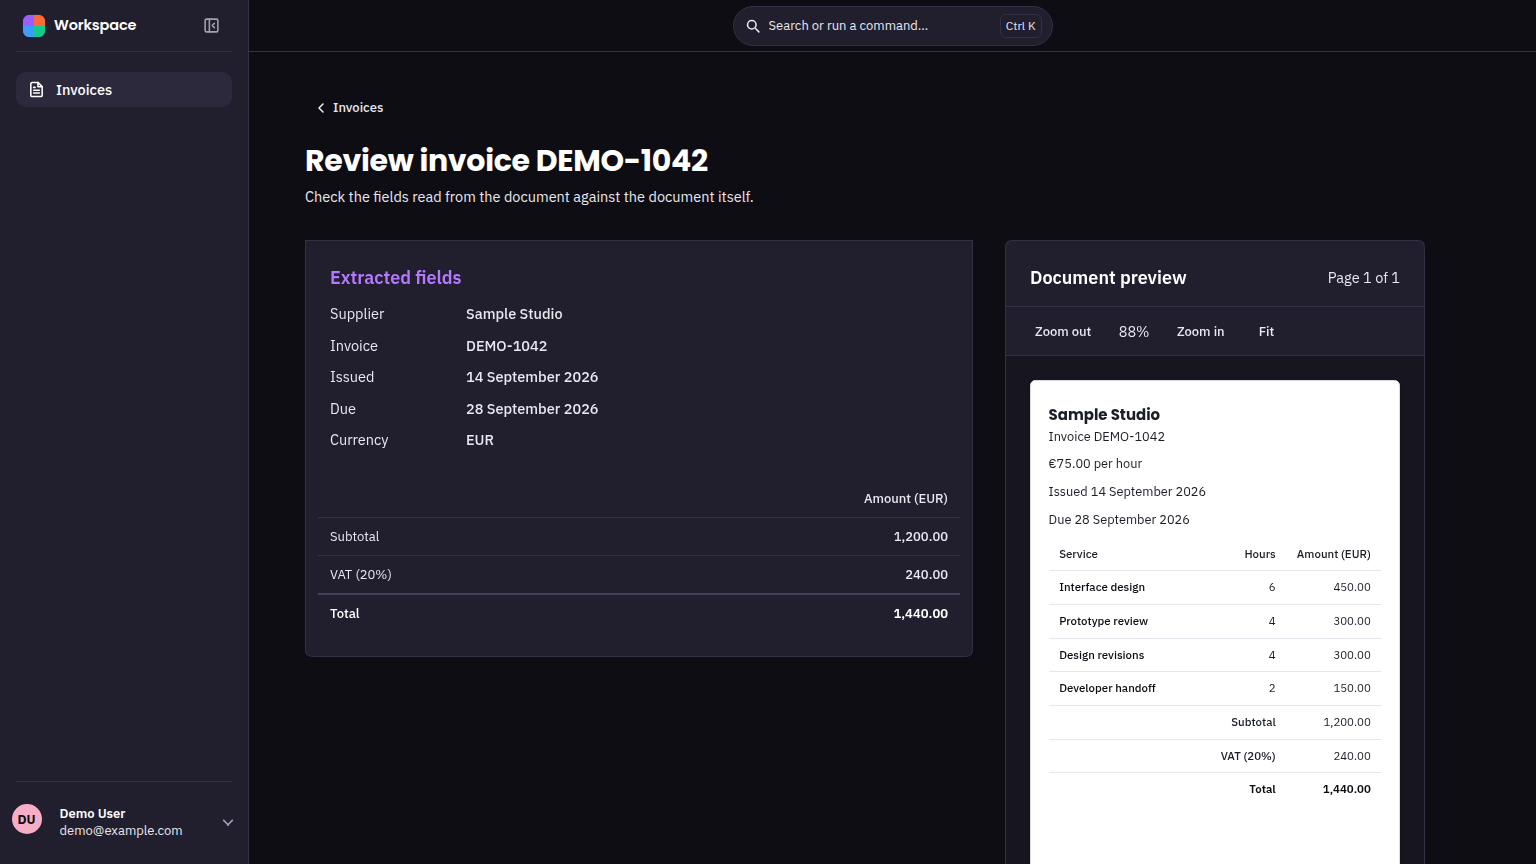 Workspace
Search or run a command...
Ctrl K
Invoices
Invoices
Review invoice DEMO-1042
Check the fields read from the document against the document itself.
Extracted fields
Supplier Sample Studio
Invoice DEMO-1042
Issued 14 September 2026
Due 28 September 2026
Currency EUR
Amount (EUR)
Subtotal 1,200.00
VAT (20%) 240.00
Total 1,440.00
Document preview Page 1 of 1
Zoom out 88% Zoom in Fit
Sample Studio
Invoice DEMO-1042
€75.00 per hour
Issued 14 September 2026
Due 28 September 2026
Service Hours Amount (EUR)
Interface design 6 450.00
Prototype review 4 300.00
Design revisions 4 300.00
Developer handoff 2 150.00
Subtotal 1,200.00
VAT (20%) 240.00
Total 1,440.00
DU
Demo User
demo@example.com